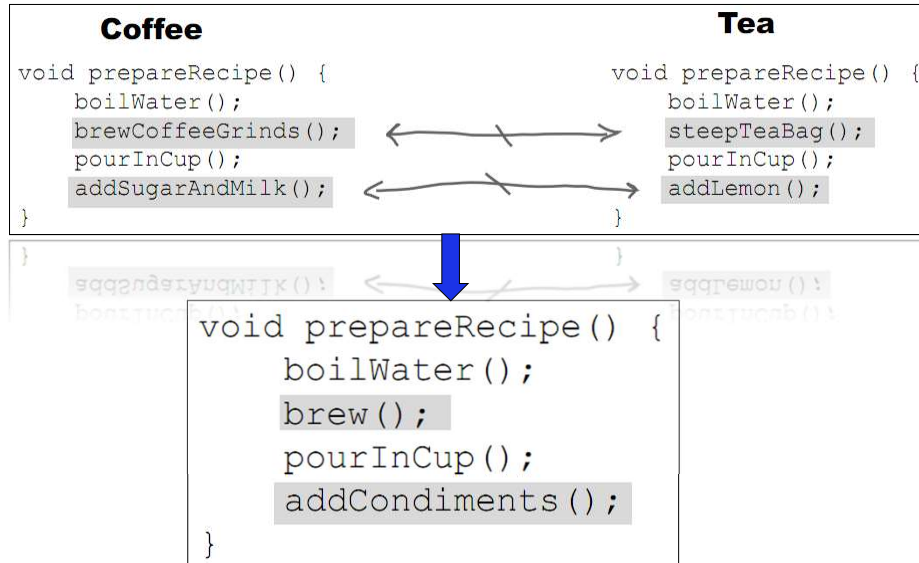 Coffee
void prepareRecipe() {
boilWater();
brewCoffeeGrinds();
pourInCup();
addSugarAndMilk();
}
Tea
void prepareRecipe() {
boilWater();
steepTeaBag();
pourInCup();
addLemon();
}
void prepareRecipe() {
boilWater();
brew();
pourInCup();
addCondiments();
}